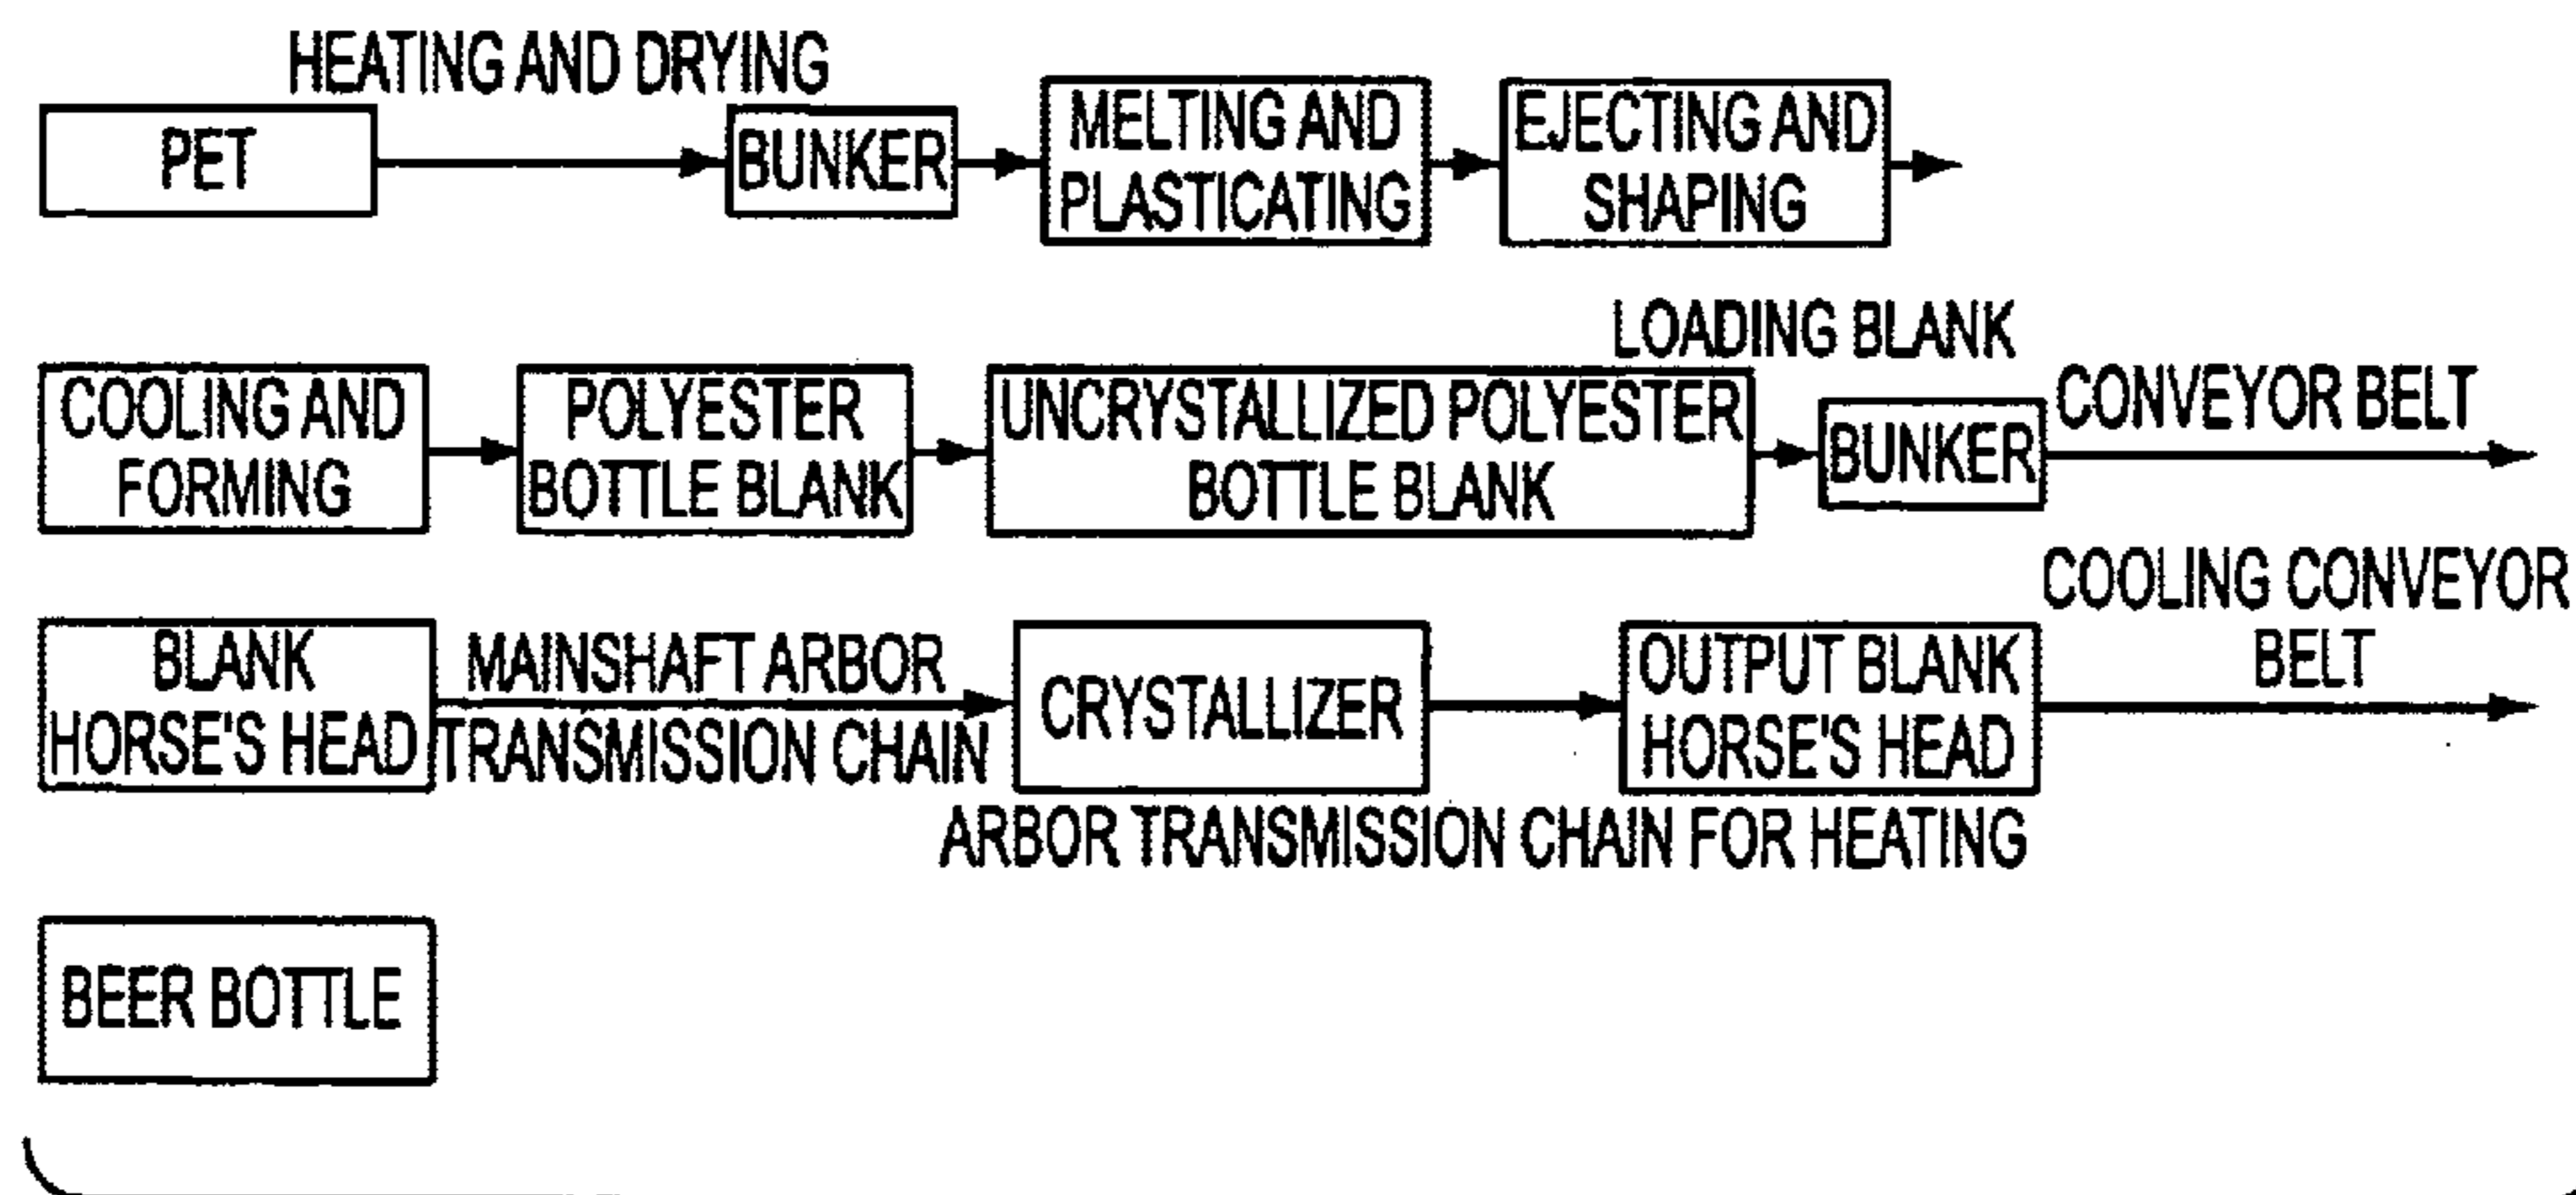 HEATING AND DRYING
PET
BUNKER
MELTING AND
PLASTICATING
EJECTING AND
SHAPING
COOLING AND
FORMING
POLYESTER
BOTTLE BLANK
UNCRYSTALLIZED POLYESTER
BOTTLE BLANK
LOADING BLANK
BUNKER
CONVEYOR BELT
BLANK
HORSE'S HEAD
MAINSHAFT ARBOR
TRANSMISSION CHAIN
CRYSTALLIZER
ARBOR TRANSMISSION CHAIN FOR HEATING
OUTPUT BLANK
HORSE'S HEAD
COOLING CONVEYOR
BELT
BEER BOTTLE